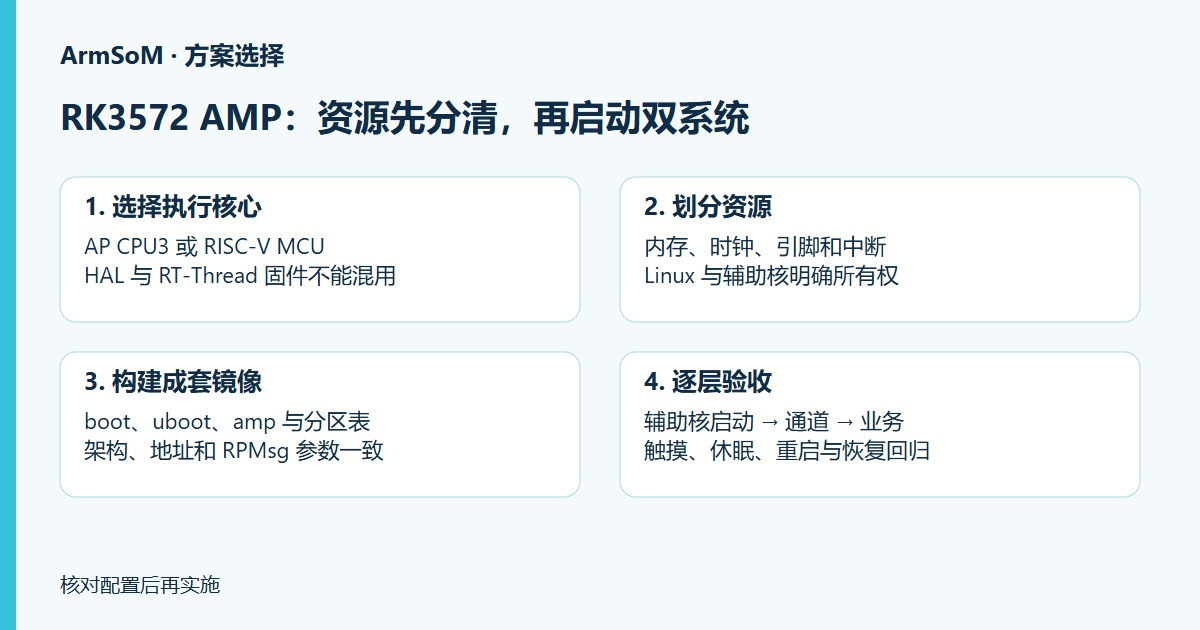 ArmSoM · 方案选择
RK3572 AMP：资源先分清，再启动双系统
1. 选择执行核心
AP CPU3 或 RISC-V MCU
HAL 与 RT-Thread 固件不能混用
2. 划分资源
内存、时钟、引脚和中断
Linux 与辅助核明确所有权
3. 构建成套镜像
boot、uboot、amp 与分区表
架构、地址和 RPMsg 参数一致
4. 逐层验收
辅助核启动 → 通道 → 业务
触摸、休眠、重启与恢复回归
核对配置后再实施